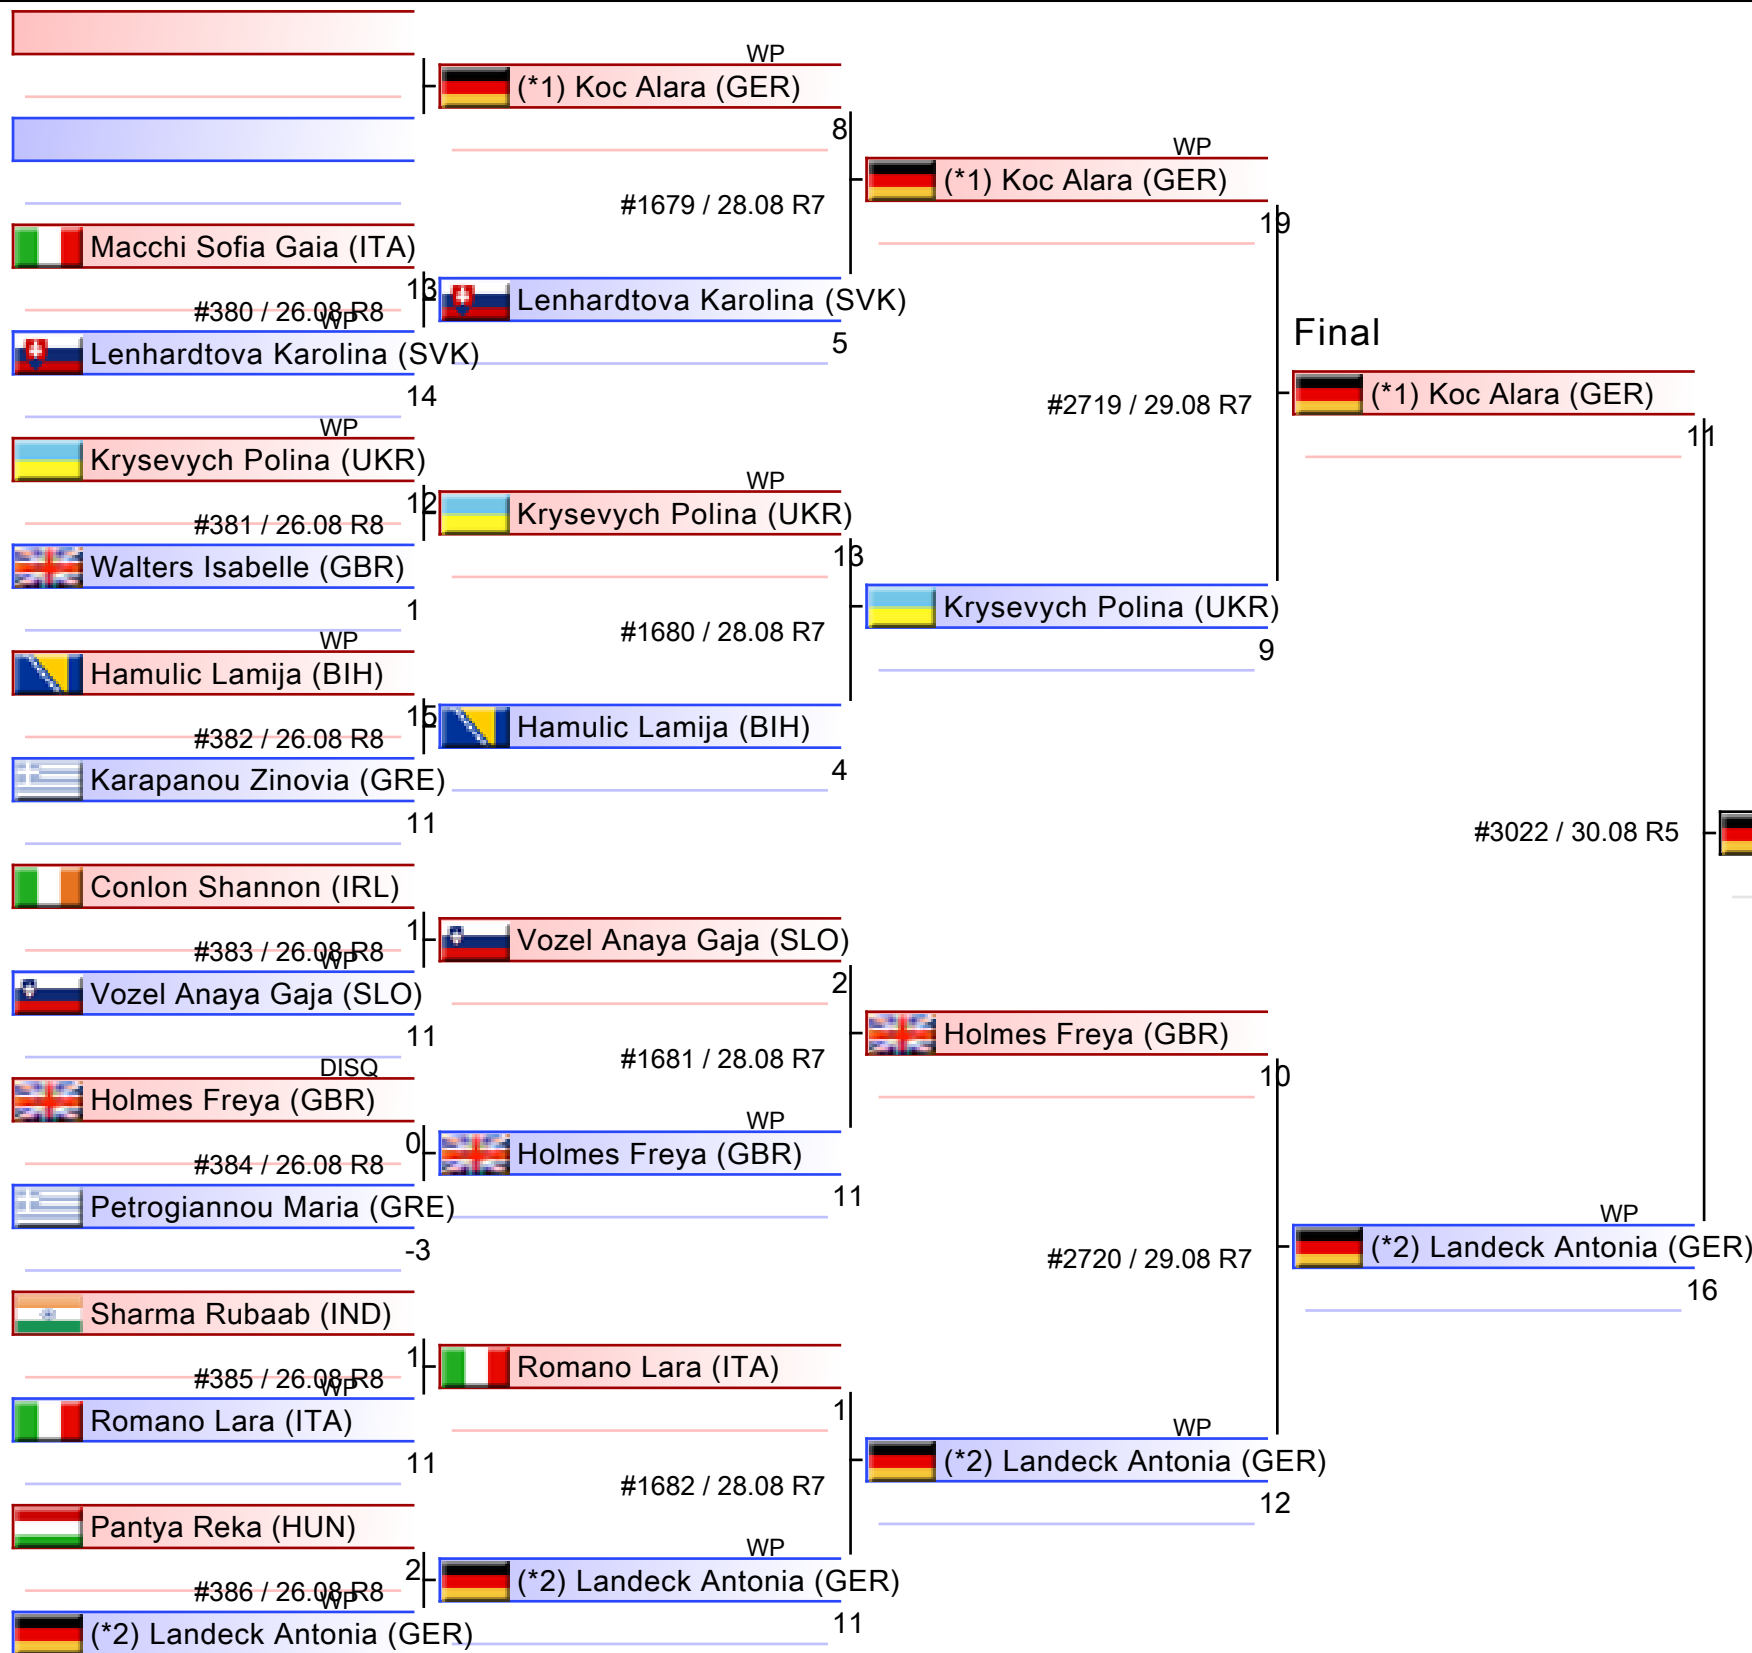 WP
(*1) Koc Alara (GER)
8
#1679 / 28.08 R7
WP
(*1) Koc Alara (GER)
19
Macchi Sofia Gaia (ITA)
13
#380 / 26.08 R8
WP
Lenhardtova Karolina (SVK)
14
Lenhardtova Karolina (SVK)
5
Final
(*1) Koc Alara (GER)
11
#2719 / 29.08 R7
WP
Krysevych Polina (UKR)
12
#381 / 26.08 R8
Walters Isabelle (GBR)
1
WP
Krysevych Polina (UKR)
13
#1680 / 28.08 R7
Krysevych Polina (UKR)
9
WP
Hamulic Lamija (BIH)
15
#382 / 26.08 R8
Karapanou Zinovia (GRE)
11
Hamulic Lamija (BIH)
4
#3022 / 30.08 R5
Conlon Shannon (IRL)
1
#383 / 26.08 R8
WP
Vozel Anaya Gaja (SLO)
11
Vozel Anaya Gaja (SLO)
2
#1681 / 28.08 R7
Holmes Freya (GBR)
10
DISQ
Holmes Freya (GBR)
0
#384 / 26.08 R8
Petrogiannou Maria (GRE)
-3
WP
Holmes Freya (GBR)
11
#2720 / 29.08 R7
WP
(*2) Landeck Antonia (GER)
16
Sharma Rubaab (IND)
1
#385 / 26.08 R8
WP
Romano Lara (ITA)
11
Romano Lara (ITA)
1
#1682 / 28.08 R7
WP
(*2) Landeck Antonia (GER)
12
Pantya Reka (HUN)
2
#386 / 26.08 R8
WP
(*2) Landeck Antonia (GER)
WP
(*2) Landeck Antonia (GER)
11